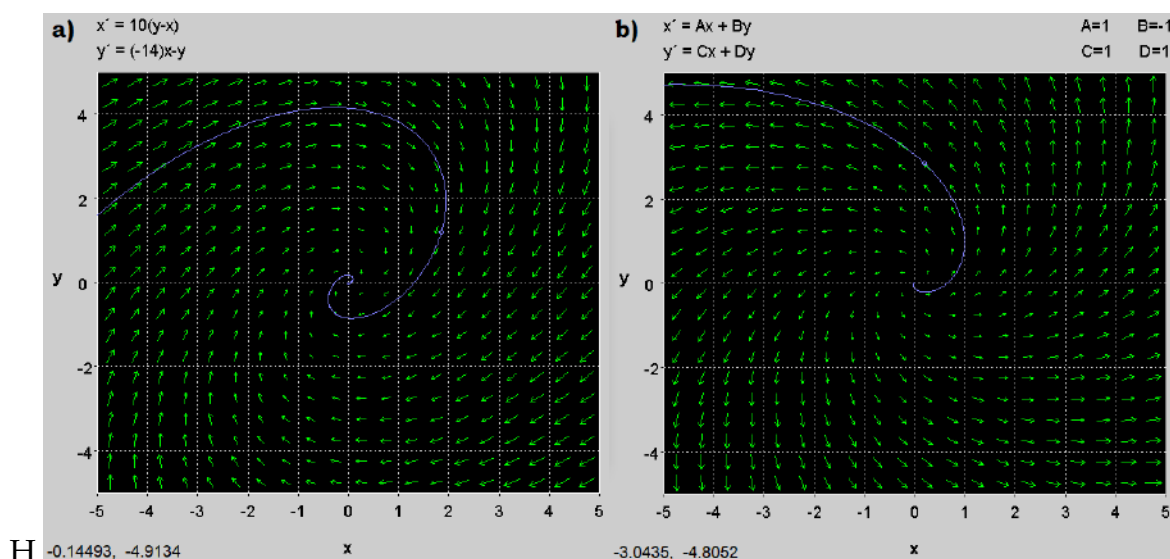 a) x´ = 10(y-x)
y´ = (-14)x-y
4
2
y 0
-2
-4
-5 -4 -3 -2 -1 0 1 2 3 4 5
-0.14493, -4.9134 x
b) x´ = Ax + By A=1 B=-1
y´ = Cx + Dy C=1 D=1
4
2
y 0
-2
-4
-5 -4 -3 -2 -1 0 1 2 3 4 5
-3.0435, -4.8052 x
H